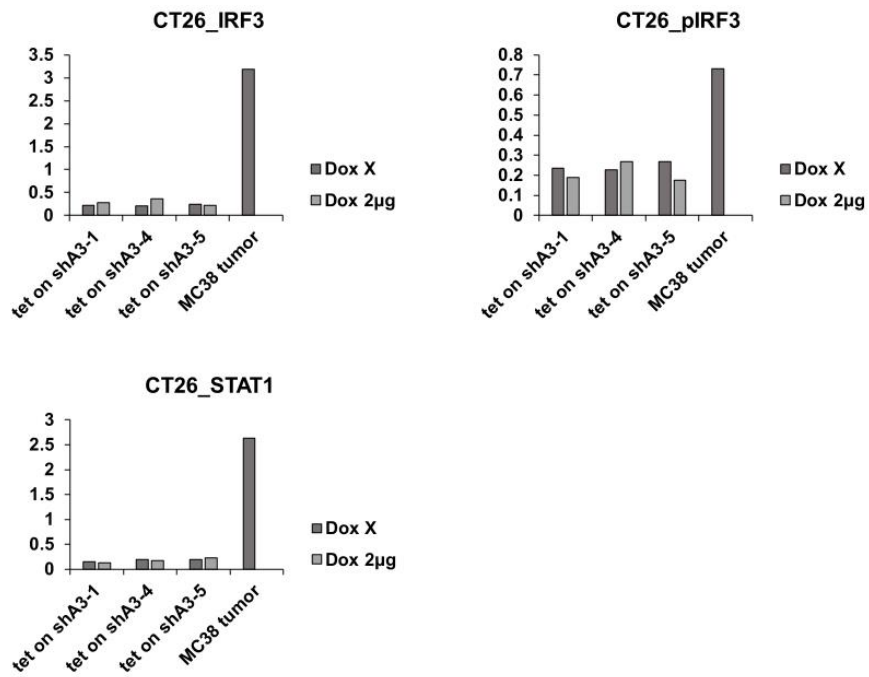 CT26_IRF3
3.5
3
2.5
2
1.5
1
0.5
0
tet on shA3-1
tet on shA3-4
tet on shA3-5
MC38 tumor
Dox X
Dox 2µg
CT26_pIRF3
0.8
0.7
0.6
0.5
0.4
0.3
0.2
0.1
0
tet on shA3-1
tet on shA3-4
tet on shA3-5
MC38 tumor
Dox X
Dox 2µg
CT26_STAT1
3
2.5
2
1.5
1
0.5
0
tet on shA3-1
tet on shA3-4
tet on shA3-5
MC38 tumor
Dox X
Dox 2µg